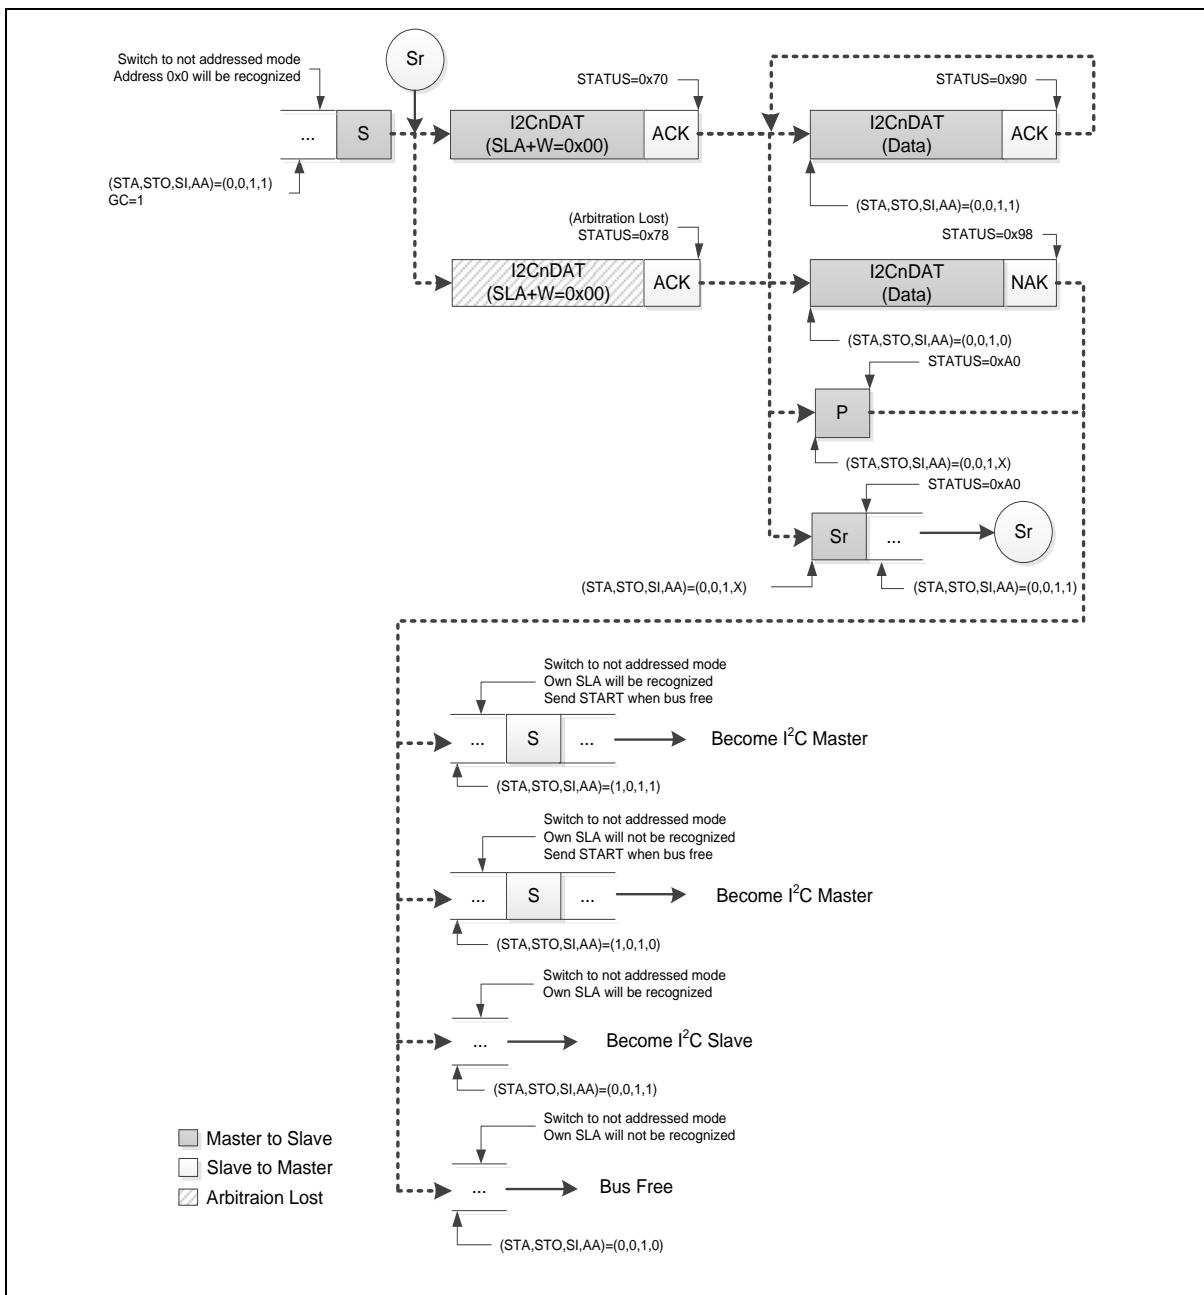 Switch to not addressed mode
Address 0x0 will be recognized
Sr
STATUS=0x70
STATUS=0x90
...
S
I2CnDAT
(SLA+W=0x00)
ACK
I2CnDAT
(Data)
ACK
(STA,STO,SI,AA)=(0,0,1,1)
GC=1
(STA,STO,SI,AA)=(0,0,1,1)
(Arbitration Lost)
STATUS=0x78
STATUS=0x98
I2CnDAT
(SLA+W=0x00)
ACK
I2CnDAT
(Data)
NAK
(STA,STO,SI,AA)=(0,0,1,0)
STATUS=0xA0
P
(STA,STO,SI,AA)=(0,0,1,X)
STATUS=0xA0
Sr
...
Sr
(STA,STO,SI,AA)=(0,0,1,X)
(STA,STO,SI,AA)=(0,0,1,1)
Switch to not addressed mode
Own SLA will be recognized
Send START when bus free
...
S
...
Become I²C Master
(STA,STO,SI,AA)=(1,0,1,1)
Switch to not addressed mode
Own SLA will not be recognized
Send START when bus free
...
S
...
Become I²C Master
(STA,STO,SI,AA)=(1,0,1,0)
Switch to not addressed mode
Own SLA will be recognized
...
Become I²C Slave
(STA,STO,SI,AA)=(0,0,1,1)
Switch to not addressed mode
Own SLA will not be recognized
...
Bus Free
(STA,STO,SI,AA)=(0,0,1,0)
Master to Slave
Slave to Master
Arbitraion Lost